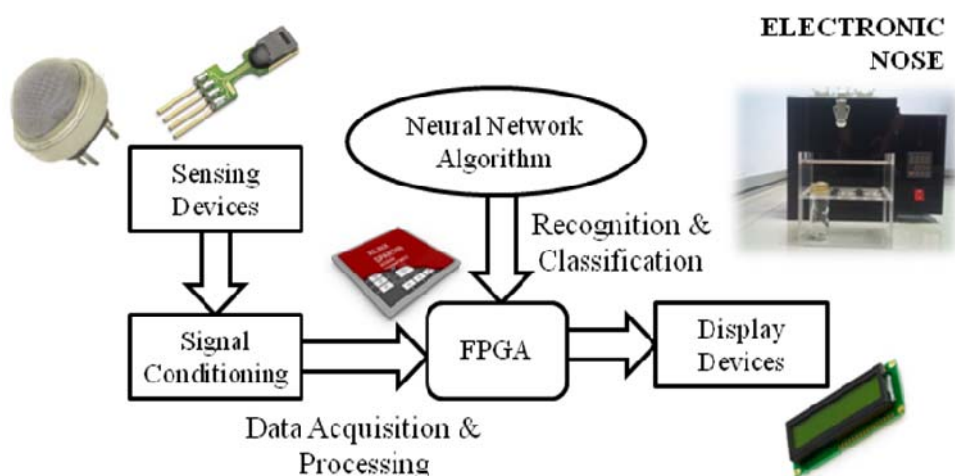 ELECTRONIC
NOSE
Neural Network
Algorithm
Sensing
Devices
Recognition &
Classification
Signal
Conditioning
FPGA
Display
Devices
Data Acquisition &
Processing